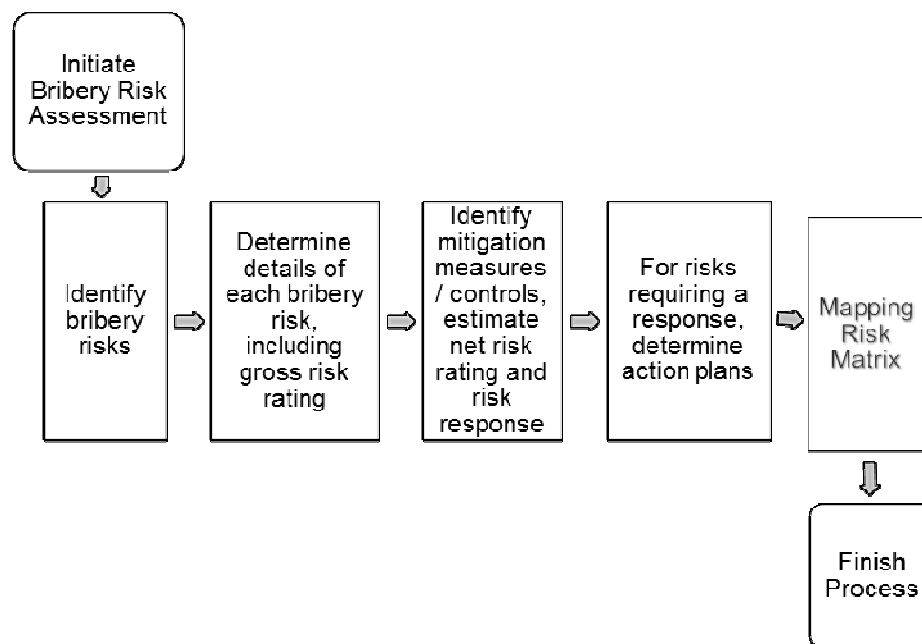 Initiate
Bribery Risk
Assessment
Identify
bribery
risks
Determine
details of
each bribery
risk,
including
gross risk
rating
Identify
mitigation
measures
/ controls,
estimate
net risk
rating and
risk
response
For risks
requiring a
response,
determine
action plans
Mapping
Risk
Matrix
Finish
Process